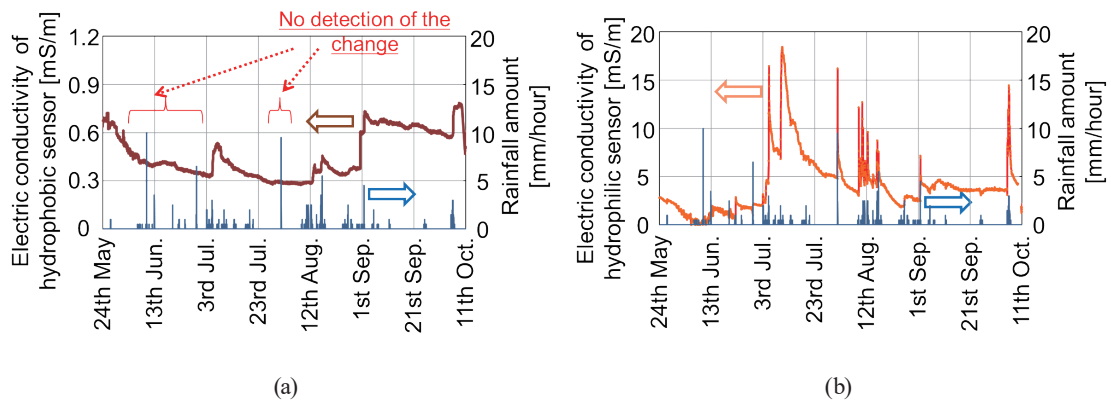 (a)
No detection of the
change
Electric conductivity of
hydrophobic sensor [mS/m]
1.2
0.9
0.6
0.3
0
20
15
10
5
0
Rainfall amount
[mm/hour]
24th May
13th Jun.
3rd Jul.
23rd Jul.
12th Aug.
1st Sep.
21st Sep.
11th Oct.
(a)
(b)
Electric conductivity of
hydrophilic sensor [mS/m]
20
15
10
5
0
20
15
10
5
0
Rainfall amount
[mm/hour]
24th May
13th Jun.
3rd Jul.
23rd Jul.
12th Aug.
1st Sep.
21st Sep.
11th Oct.
(b)